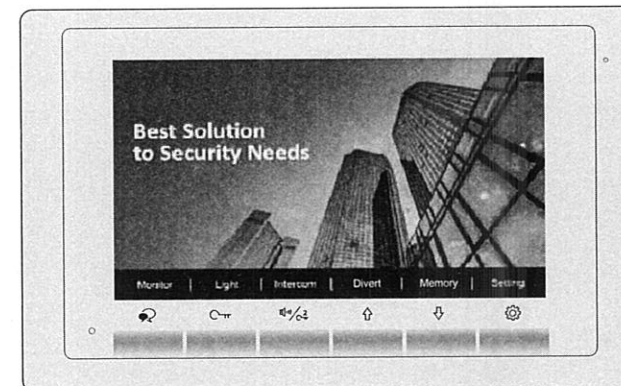 Best Solution
to Security Needs
Monitor | Light | Intercom | Divert | Memory | Setting